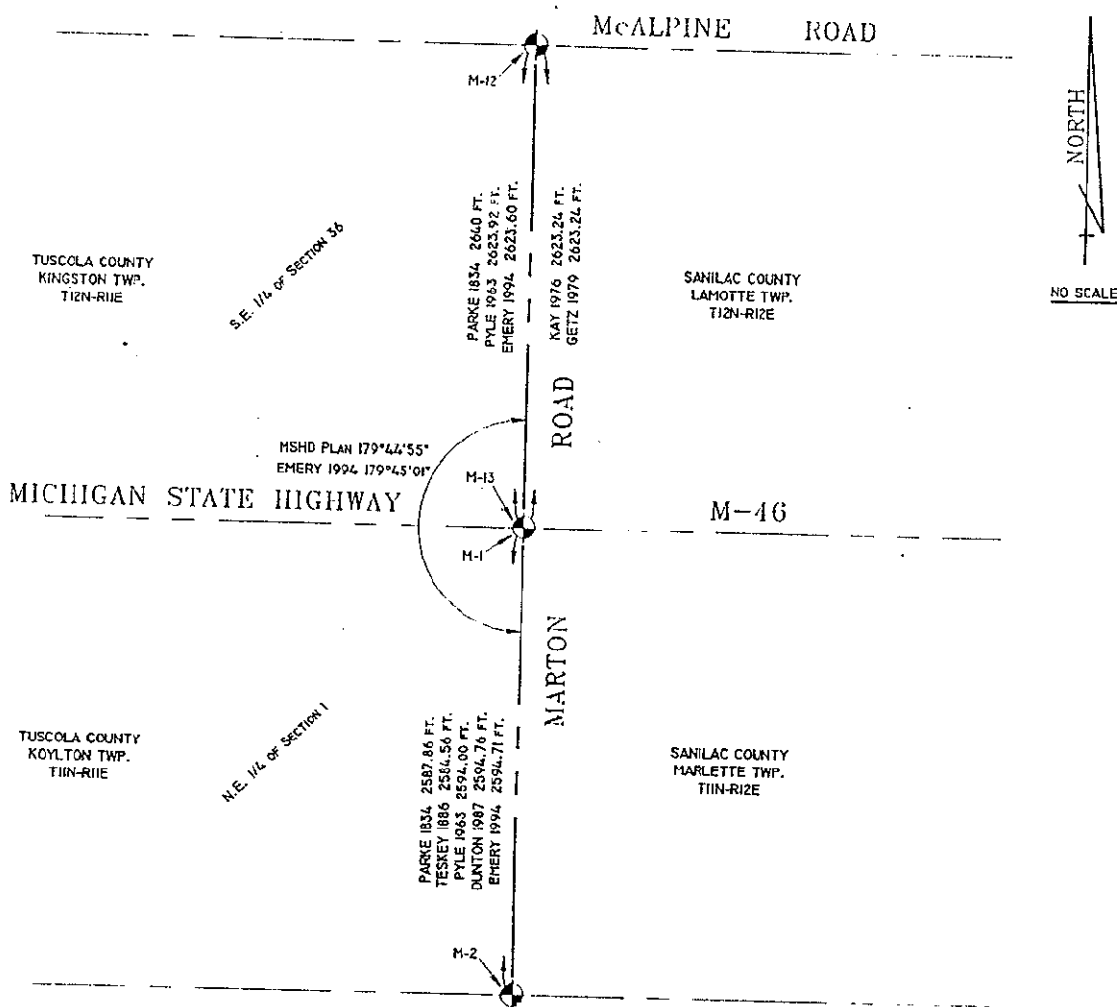 McALPINE ROAD
M-12
NORTH
PARKE 1834 2640 FT.
PYLE 1963 2623.92 FT.
EMERY 1994 2623.60 FT.
KAY 1976 2623.24 FT.
GETZ 1979 2623.24 FT.
TUSCOLA COUNTY
KINGSTON TWP.
T12N-R11E
S.E. 1/4 OF SECTION 36
SANILAC COUNTY
LAMOTTE TWP.
T12N-R12E
NO SCALE
ROAD
MSHD PLAN 179°44'55"
EMERY 1994 179°45'01"
M-13
MICHIGAN STATE HIGHWAY
M-46
M-1
MARTON
TUSCOLA COUNTY
KOYLTON TWP.
T11N-R11E
N.E. 1/4 OF SECTION 1
PARKE 1834 2587.86 FT.
TESKEY 1886 2584.56 FT.
PYLE 1963 2594.00 FT.
DUNTON 1987 2594.76 FT.
EMERY 1994 2594.71 FT.
SANILAC COUNTY
MARLETTE TWP.
T11N-R12E
M-2